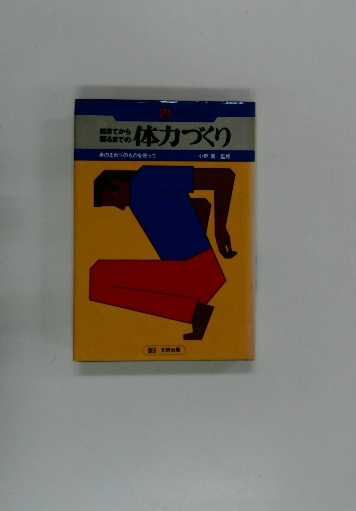 起きてから
寝るまでの
体力づくり
身のまわりのものを使って
小野 監修
文研出版